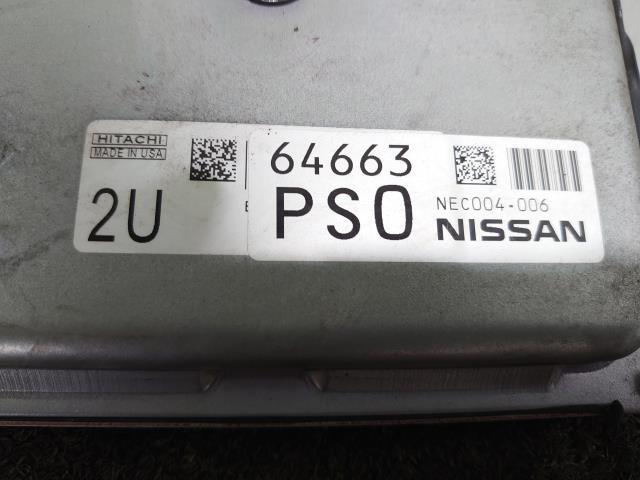 HITACHI
MADE IN USA
2U
64663
PS0
NEC004-006
NISSAN